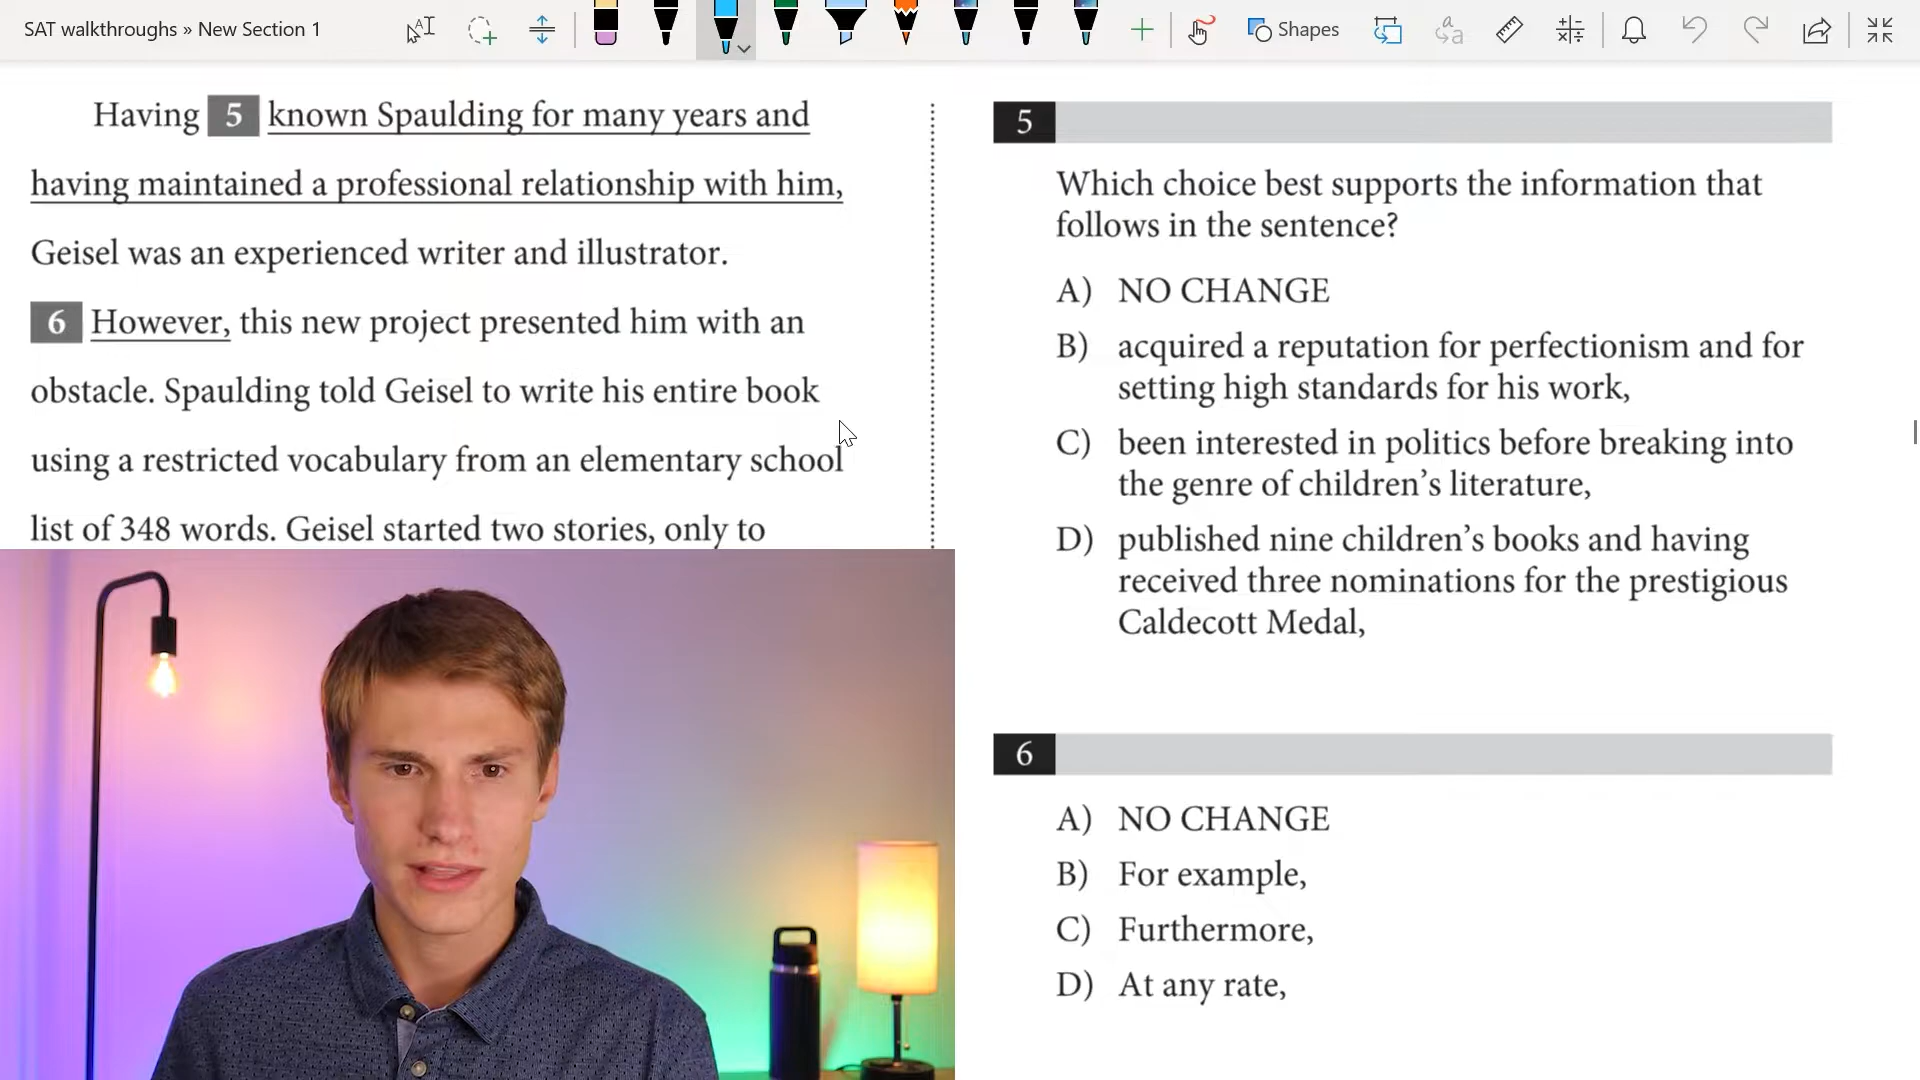 SAT walkthroughs » New Section 1
Shapes
Having 5 known Spaulding for many years and
having maintained a professional relationship with him,
Geisel was an experienced writer and illustrator.
6 However, this new project presented him with an
obstacle. Spaulding told Geisel to write his entire book
using a restricted vocabulary from an elementary school
list of 348 words. Geisel started two stories, only to
5
Which choice best supports the information that
follows in the sentence?
A) NO CHANGE
B) acquired a reputation for perfectionism and for
setting high standards for his work,
C) been interested in politics before breaking into
the genre of children’s literature,
D) published nine children’s books and having
received three nominations for the prestigious
Caldecott Medal,
6
A) NO CHANGE
B) For example,
C) Furthermore,
D) At any rate,